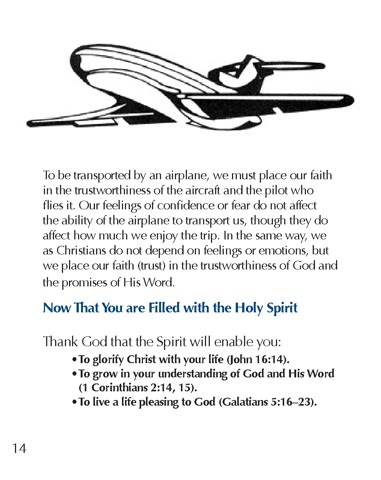 To be transported by an airplane, we must place our faith
in the trustworthiness of the aircraft and the pilot who
flies it. Our feelings of confidence or fear do not affect
the ability of the airplane to transport us, though they do
affect how much we enjoy the trip. In the same way, we
as Christians do not depend on feelings or emotions, but
we place our faith (trust) in the trustworthiness of God and
the promises of His Word.
Now That You are Filled with the Holy Spirit
Thank God that the Spirit will enable you:
•To glorify Christ with your life (John 16:14).
•To grow in your understanding of God and His Word
(1 Corinthians 2:14, 15).
•To live a life pleasing to God (Galatians 5:16–23).
14